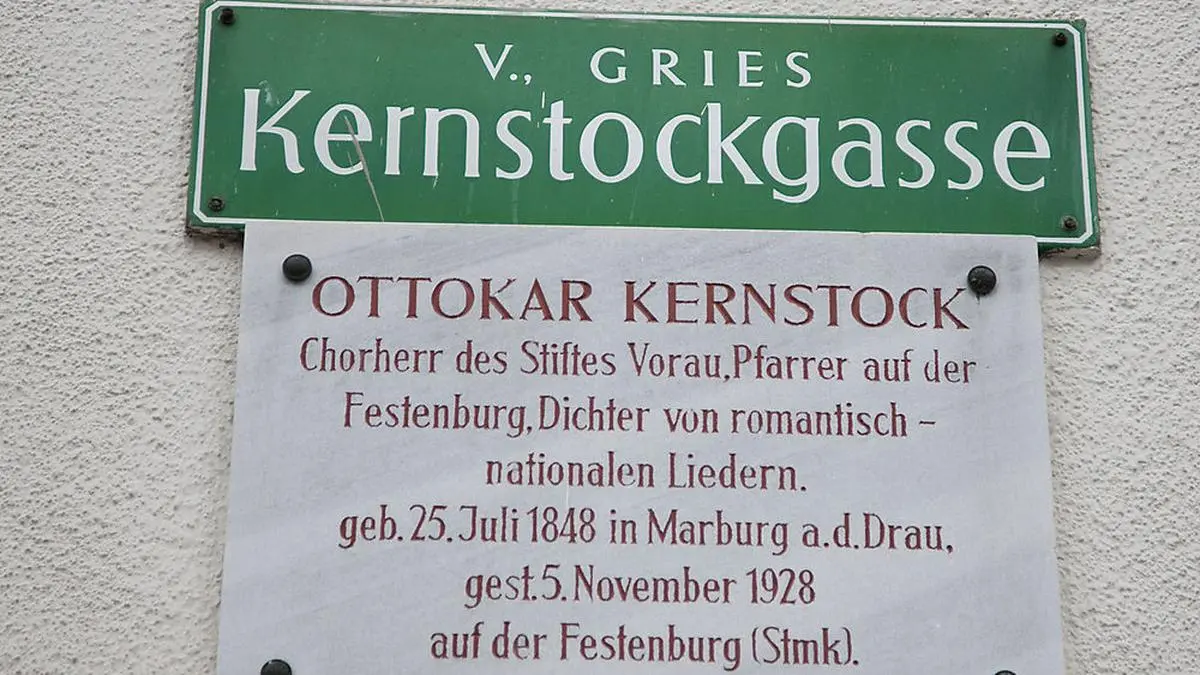 V., GRIES
Kernstockgasse
OTTOKAR KERNSTOCK
Chorherr des Stiftes Vorau, Pfarrer auf der
Festenburg, Dichter von romantisch -
nationalen Liedern.
geb. 25. Juli 1848 in Marburg a.d. Drau,
gest. 5. November 1928
auf der Festenburg (Stmk).